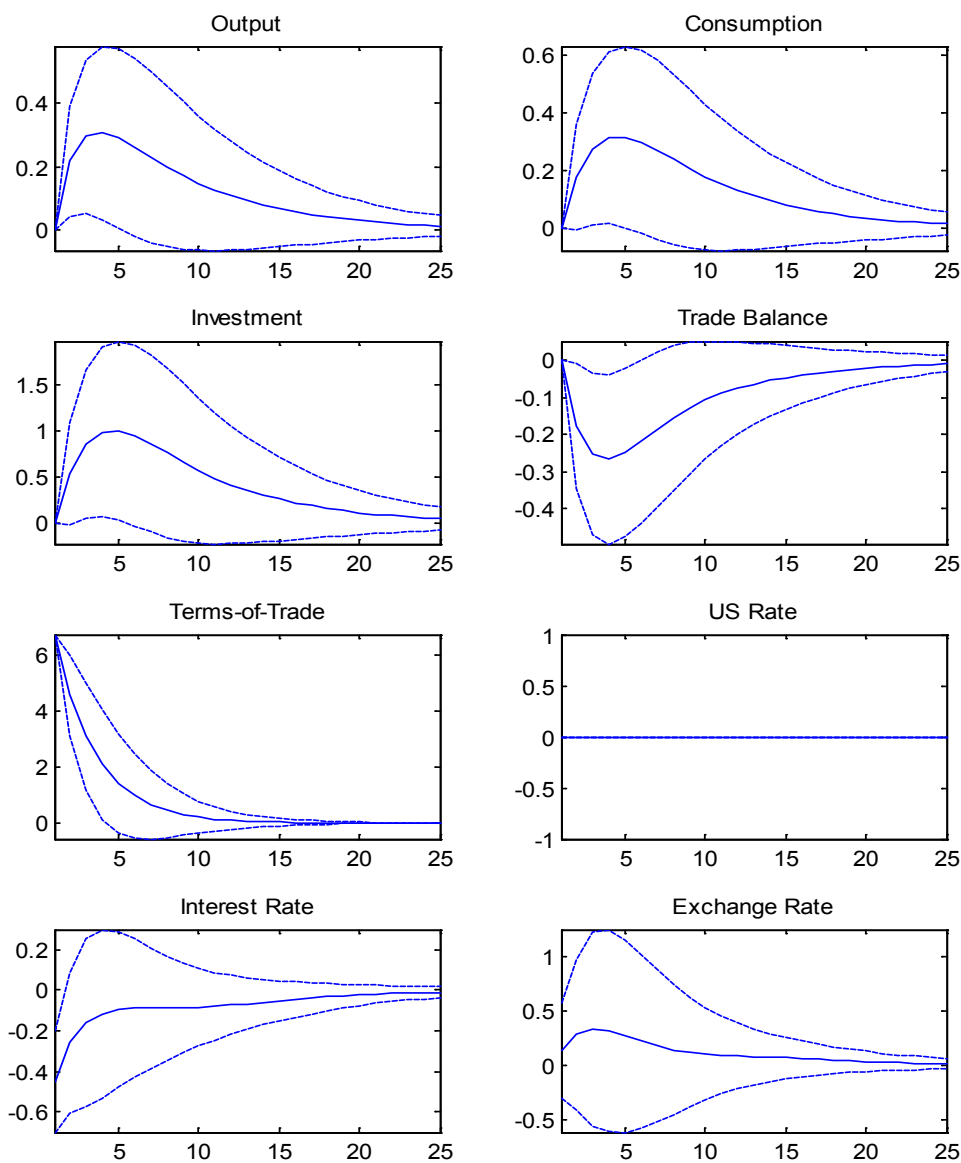 Output
0.4
0.2
0
5 10 15 20 25
Consumption
0.6
0.4
0.2
0
5 10 15 20 25
Investment
1.5
1
0.5
0
5 10 15 20 25
Trade Balance
0
-0.1
-0.2
-0.3
-0.4
5 10 15 20 25
Terms-of-Trade
6
4
2
0
5 10 15 20 25
US Rate
1
0.5
0
-0.5
-1
5 10 15 20 25
Interest Rate
0.2
0
-0.2
-0.4
-0.6
5 10 15 20 25
Exchange Rate
1
0.5
0
-0.5
5 10 15 20 25